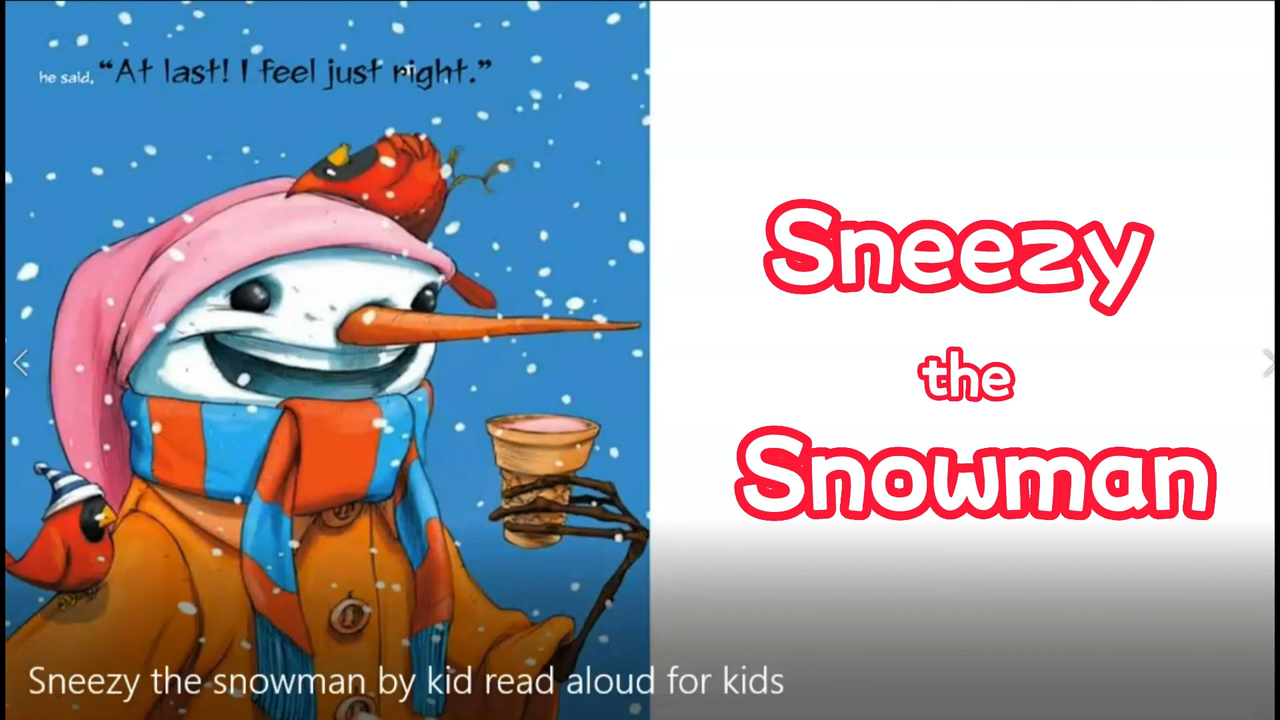 he said, “At last! I feel just right.”
Sneezy
the
Snowman
Sneezy the snowman by kid read aloud for kids